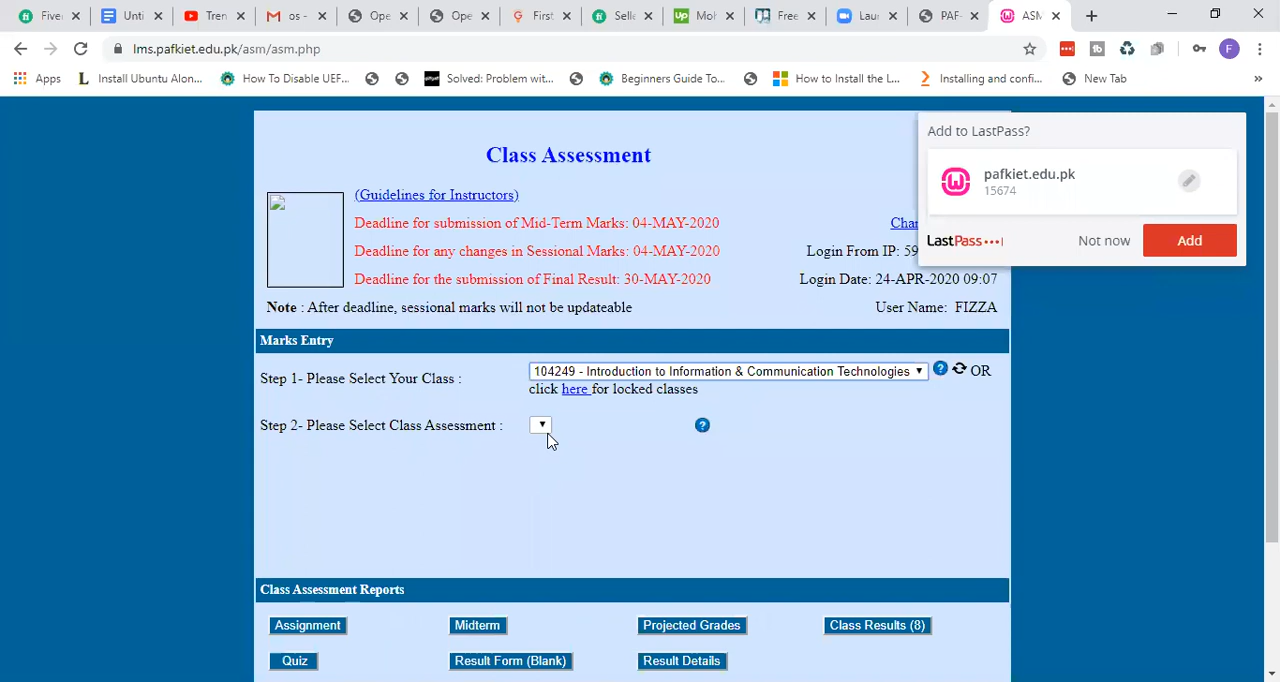 Fiver
Unti
Tren
os -
Ope
Ope
First
Selle
Up Mol
Free
Laur
PAF-
ASM
lms.pafkiet.edu.pk/asm/asm.php
F
Apps
Install Ubuntu Alon...
How To Disable UEF...
Solved: Problem wit...
Beginners Guide To...
How to Install the L...
Installing and confi...
New Tab
»
Class Assessment
(Guidelines for Instructors)
Deadline for submission of Mid-Term Marks: 04-MAY-2020
Deadline for any changes in Sessional Marks: 04-MAY-2020
Deadline for the submission of Final Result: 30-MAY-2020
Note : After deadline, sessional marks will not be updateable
Char
Login From IP: 59
Login Date: 24-APR-2020 09:07
User Name: FIZZA
Add to LastPass?
pafkiet.edu.pk
15674
LastPass
Not now
Add
Marks Entry
Step 1- Please Select Your Class :
104249 - Introduction to Information & Communication Technologies
? OR
click here for locked classes
Step 2- Please Select Class Assessment :
?
Class Assessment Reports
Assignment
Midterm
Projected Grades
Class Results (8)
Quiz
Result Form (Blank)
Result Details